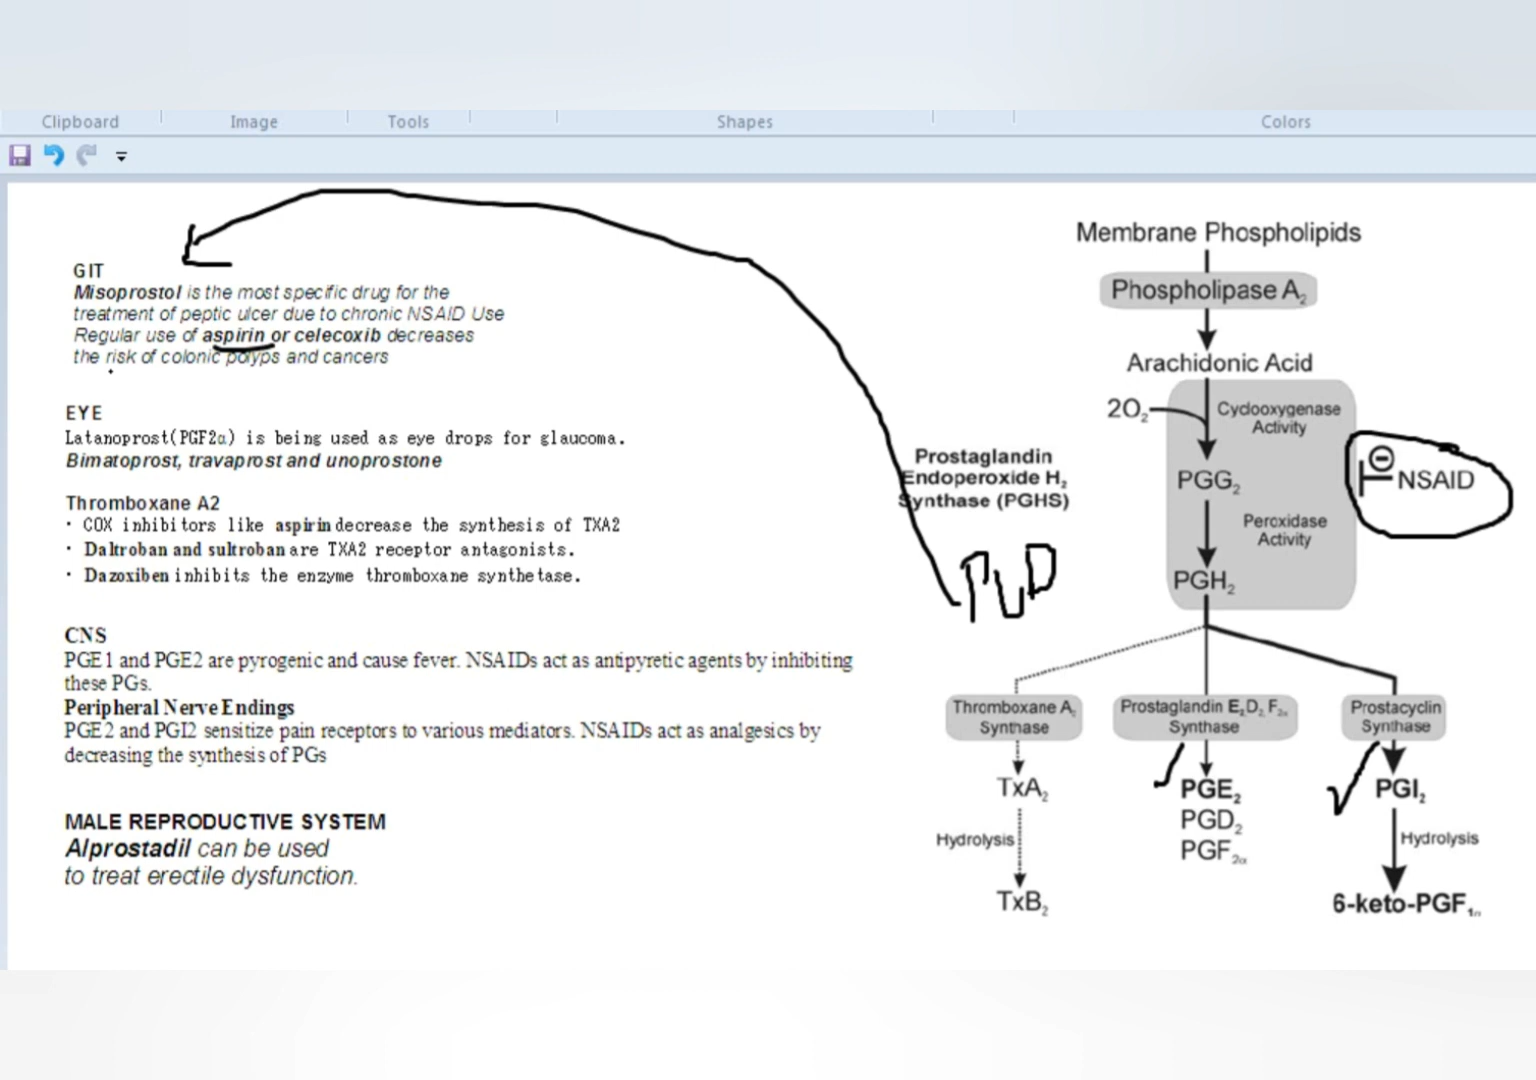 Clipboard
Image
Tools
Shapes
Colors
GIT
Misoprostol is the most specific drug for the
treatment of peptic ulcer due to chronic NSAID Use
Regular use of aspirin or celecoxib decreases
the risk of colonic polyps and cancers
EYE
Latanoprost(PGF2α) is being used as eye drops for glaucoma.
Bimatoprost, travaprost and unoprostone
Thromboxane A2
· COX inhibitors like aspirin decrease the synthesis of TXA2
· Daltroban and sultroban are TXA2 receptor antagonists.
· Dazoxiben inhibits the enzyme thromboxane synthetase.
CNS
PGE1 and PGE2 are pyrogenic and cause fever. NSAIDs act as antipyretic agents by inhibiting
these PGs.
Peripheral Nerve Endings
PGE2 and PGI2 sensitize pain receptors to various mediators. NSAIDs act as analgesics by
decreasing the synthesis of PGs
MALE REPRODUCTIVE SYSTEM
Alprostadil can be used
to treat erectile dysfunction.
Membrane Phospholipids
Phospholipase A₂
Arachidonic Acid
2O₂
Cyclooxygenase
Activity
Prostaglandin
Endoperoxide H₂
Synthase (PGHS)
PGG₂
NSAID
Peroxidase
Activity
PUD
PGH₂
Thromboxane A₂
Synthase
Prostaglandin E₂D₂ F₂α
Synthase
Prostacyclin
Synthase
TxA₂
PGE₂
PGD₂
PGF₂α
PGI₂
Hydrolysis
Hydrolysis
TxB₂
6-keto-PGF₁α